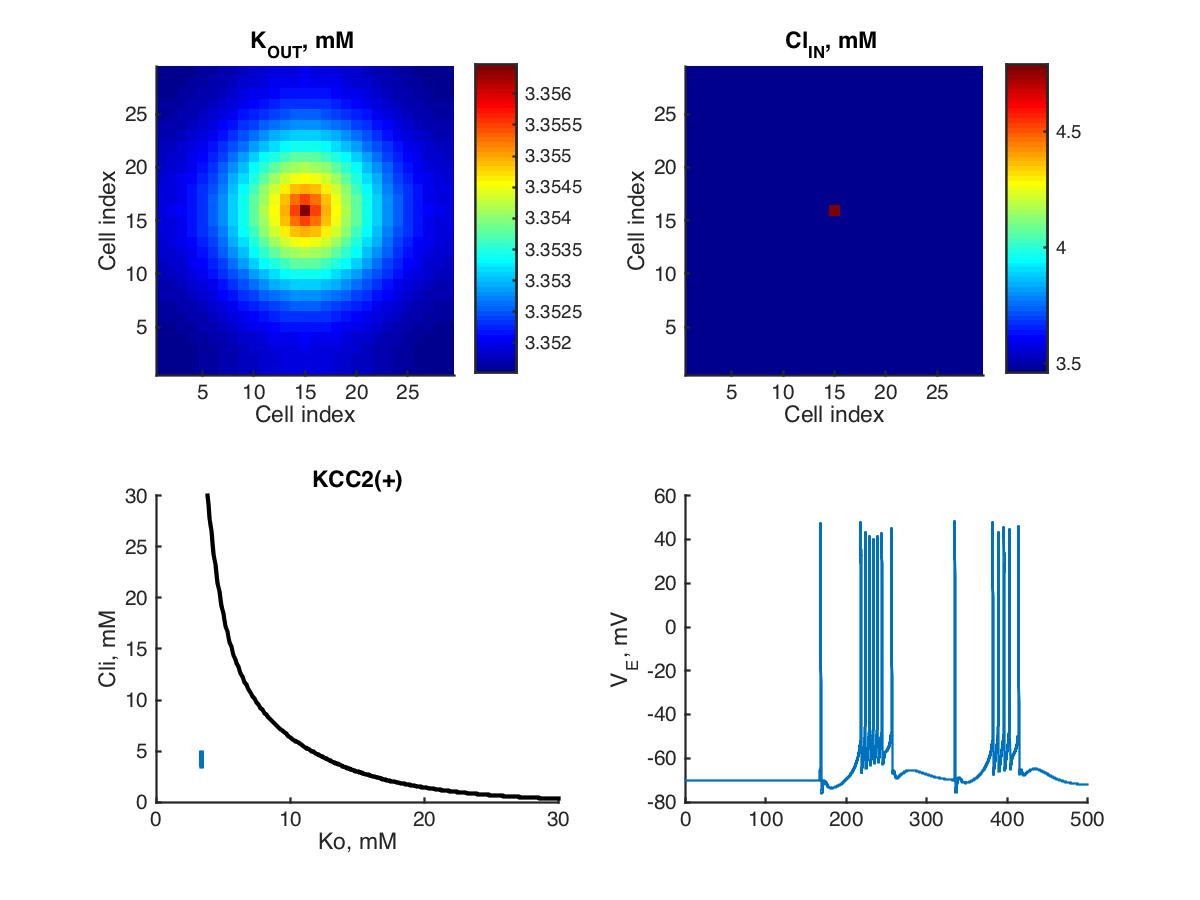 K_OUT, mM
Cell index
25
20
15
10
5
5 10 15 20 25
Cell index
3.356
3.3555
3.355
3.3545
3.354
3.3535
3.353
3.3525
3.352
Cl_IN, mM
Cell index
25
20
15
10
5
5 10 15 20 25
Cell index
4.5
4
3.5
KCC2(+)
Cli, mM
30
25
20
15
10
5
0
0 10 20 30
Ko, mM
V_E, mV
60
40
20
0
-20
-40
-60
-80
0 100 200 300 400 500